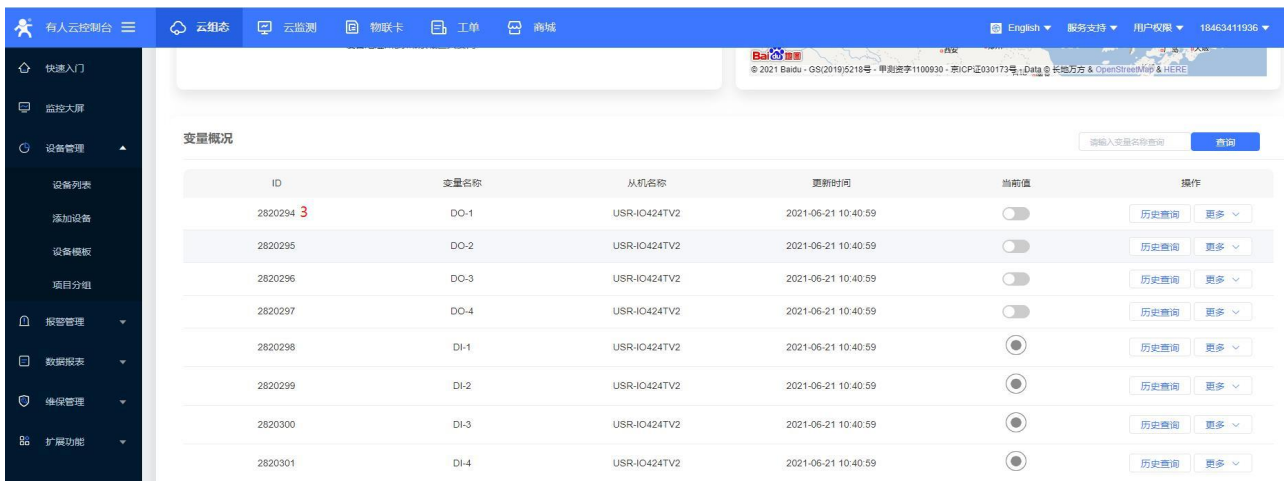 有人云控制台 云组态 云监测 物联卡 工单 商城 English 服务支持 用户权限 18463411936
快速入门
Bai 地图
© 2021 Baidu - GS(2019)5218号 - 甲测资字1100930 - 京ICP证030173号 - Data © 长地万方 & OpenStreetMap & HERE
监控大屏
变量概况 请输入变量名称查询 查询
设备管理
设备列表
添加设备
设备模板
项目分组
报警管理
数据报表
维保管理
扩展功能
ID 变量名称 从机名称 更新时间 当前值 操作
2820294 3 DO-1 USR-IO424TV2 2021-06-21 10:40:59 历史查询 更多
2820295 DO-2 USR-IO424TV2 2021-06-21 10:40:59 历史查询 更多
2820296 DO-3 USR-IO424TV2 2021-06-21 10:40:59 历史查询 更多
2820297 DO-4 USR-IO424TV2 2021-06-21 10:40:59 历史查询 更多
2820298 DI-1 USR-IO424TV2 2021-06-21 10:40:59 历史查询 更多
2820299 DI-2 USR-IO424TV2 2021-06-21 10:40:59 历史查询 更多
2820300 DI-3 USR-IO424TV2 2021-06-21 10:40:59 历史查询 更多
2820301 DI-4 USR-IO424TV2 2021-06-21 10:40:59 历史查询 更多